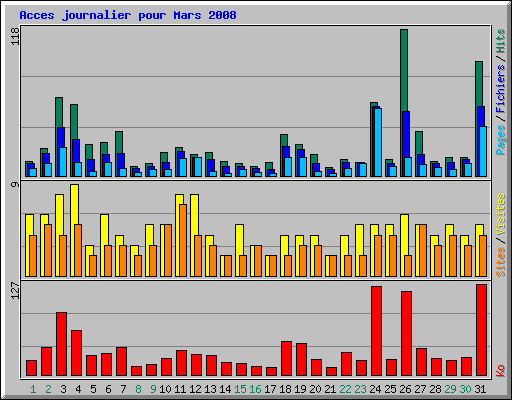 Acces journalier pour Mars 2008
118
Pages / Fichiers / Hits
9
Sites / Visites
127
Ko
1 2 3 4 5 6 7 8 9 10 11 12 13 14 15 16 17 18 19 20 21 22 23 24 25 26 27 28 29 30 31